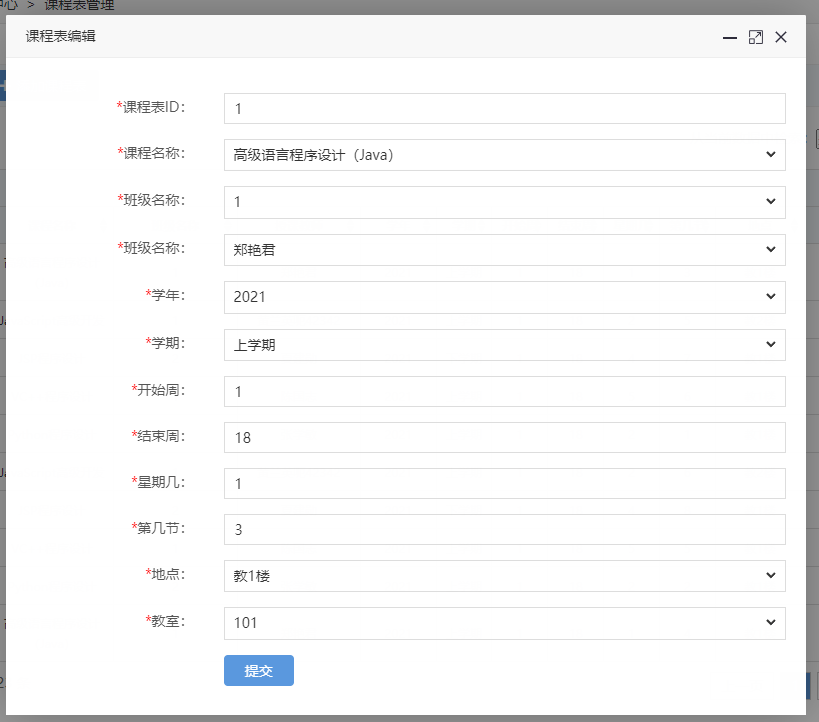 中心 > 课程表管理
课程表编辑
*课程表ID: 1
*课程名称: 高级语言程序设计（Java）
*班级名称: 1
*班级名称: 郑艳君
*学年: 2021
*学期: 上学期
*开始周: 1
*结束周: 18
*星期几: 1
*第几节: 3
*地点: 教1楼
*教室: 101
提交